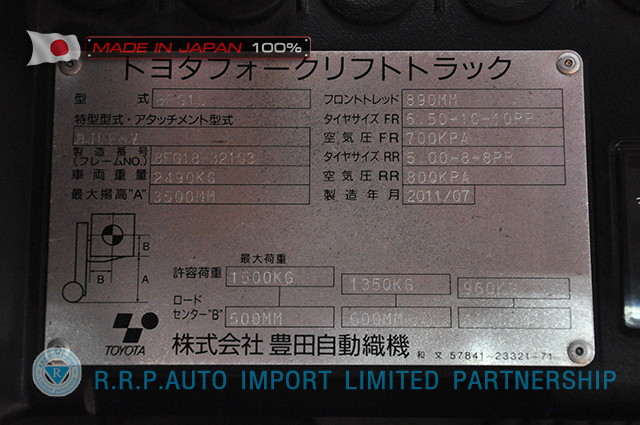 MADE IN JAPAN 100%
トヨタフォークリフトトラック
型 式
フロントトレッド 890MM
特型型式・アタッチメント型式
タイヤサイズ FR 6.50-10-10PR
空気圧 FR 700KPA
製造番号
(フレームNO.)
タイヤサイズ RR 5.00-8-8PR
車両重量 2490KG
空気圧 RR 800KPA
最大揚高"A" 3500MM
製造年月 2011/07
B
B A
最大荷重
許容荷重 1500KG 1350KG
ロード
センター"B" 500MM 600MM
TOYOTA
株式会社 豊田自動織機
和 文 57841-23321-71
R R.R.P.AUTO IMPORT LIMITED PARTNERSHIP